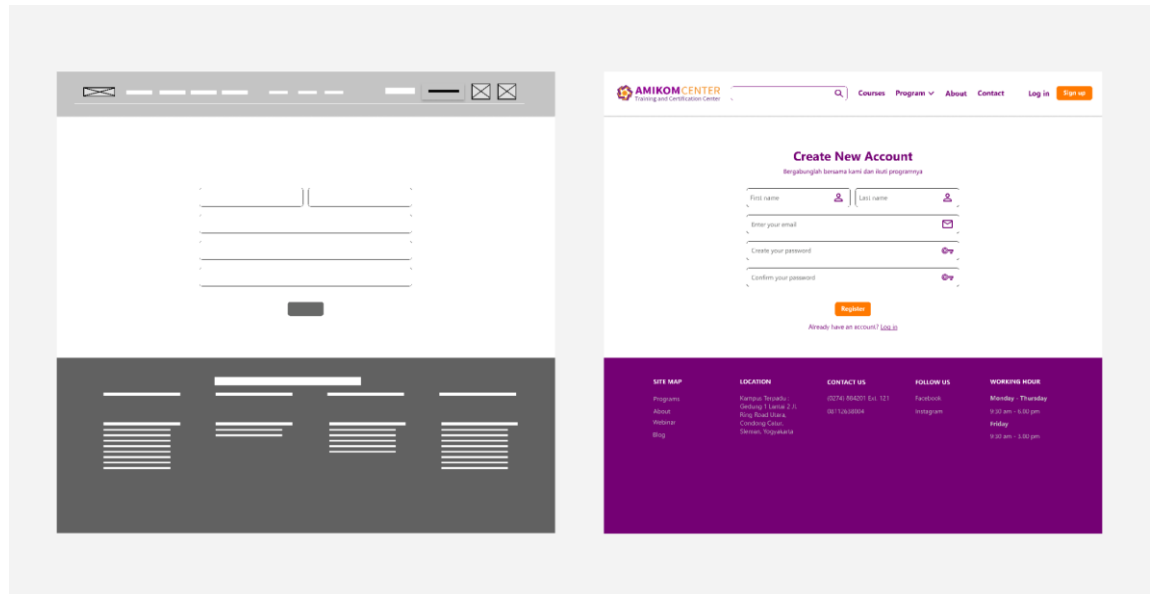 AMIKOMCENTER
Training and Certification Center
Courses Program About Contact Log in Sign up
Create New Account
Bergabunglah bersama kami dan ikuti programnya
First name Last name
Enter your email
Create your password
Confirm your password
Register
Already have an account? Log in
SITE MAP
Programs
About
Webinar
Blog
LOCATION
Kampus Terpadu :
Gedung 1 Lantai 2 Jl.
Ring Road Utara,
Condong Catur,
Sleman, Yogyakarta
CONTACT US
(0274) 884201 Ext. 121
08112658004
FOLLOW US
Facebook
Instagram
WORKING HOUR
Monday - Thursday
9.30 am - 6.00 pm
Friday
9.30 am - 3.00 pm